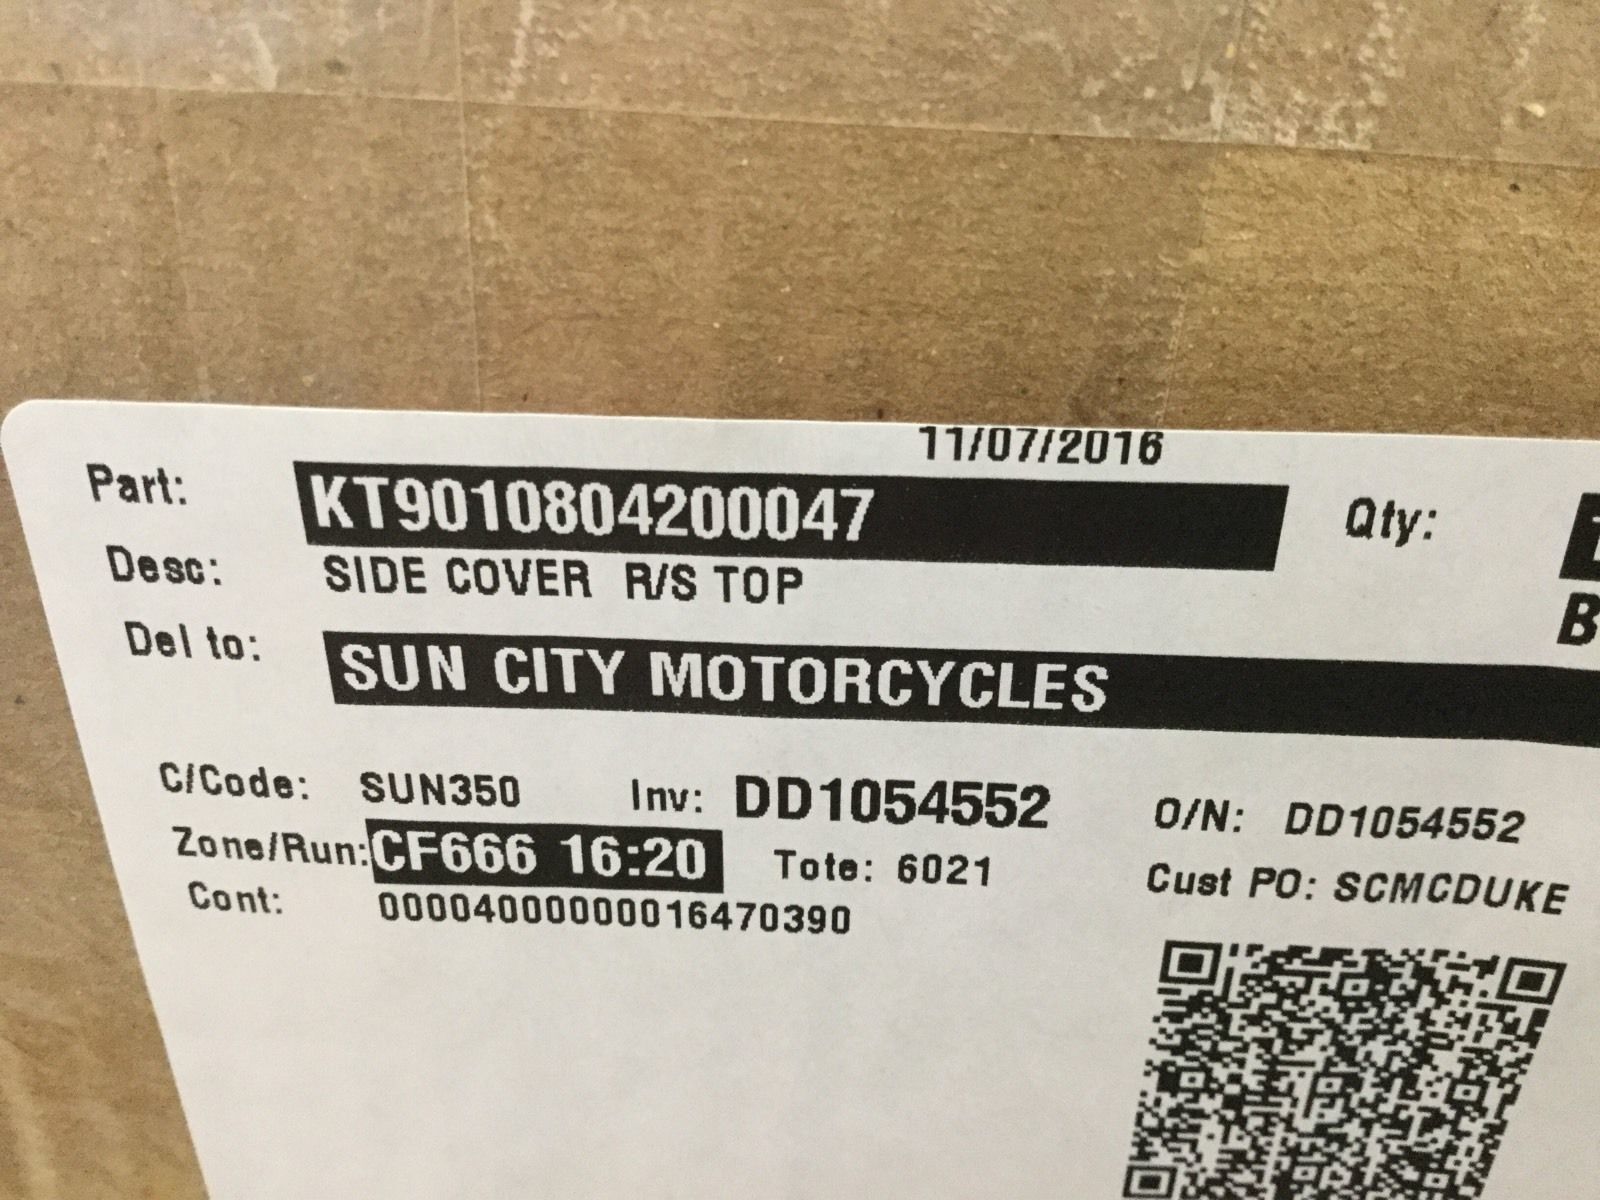 11/07/2016
Part: KT9010804200047 Qty:
Desc: SIDE COVER R/S TOP
Del to: SUN CITY MOTORCYCLES
C/Code: SUN350 Inv: DD1054552 O/N: DD1054552
Zone/Run: CF666 16:20 Tote: 6021 Cust PO: SCMCDUKE
Cont: 00004000000016470390